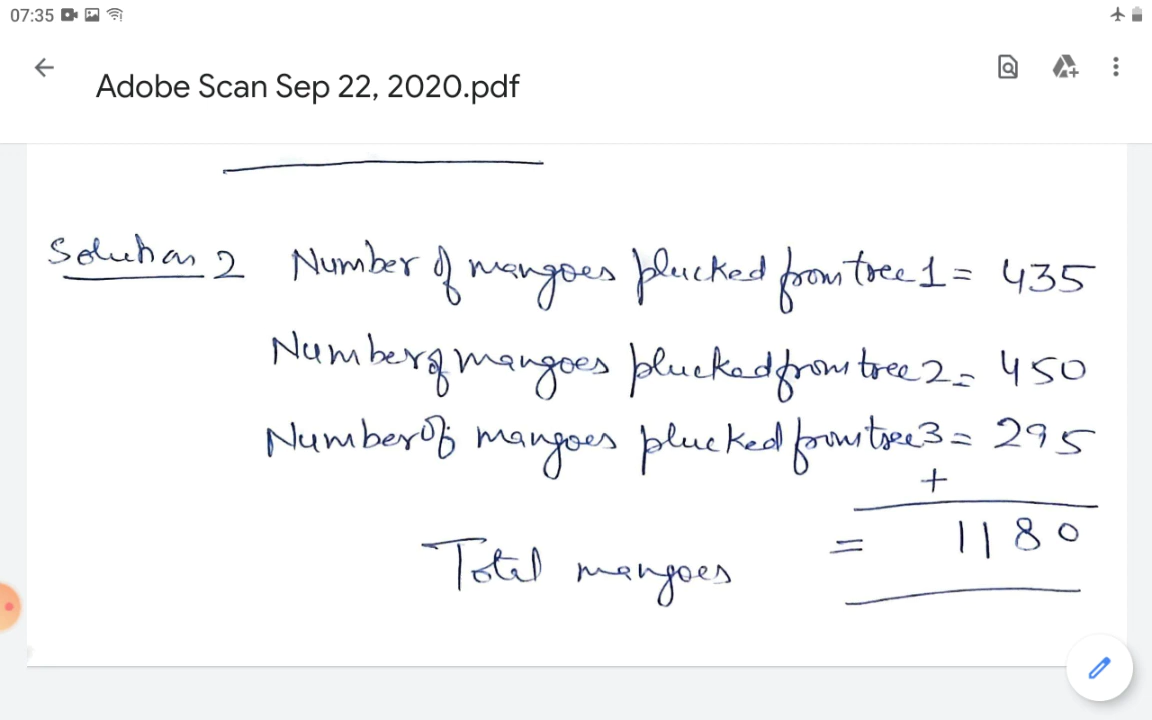 07:35
Adobe Scan Sep 22, 2020.pdf
Solution 2 Number of mangoes plucked from tree 1 = 435
Number of mangoes plucked from tree 2 = 450
Number of mangoes plucked from tree 3 = 295
+
Total mangoes = 1180